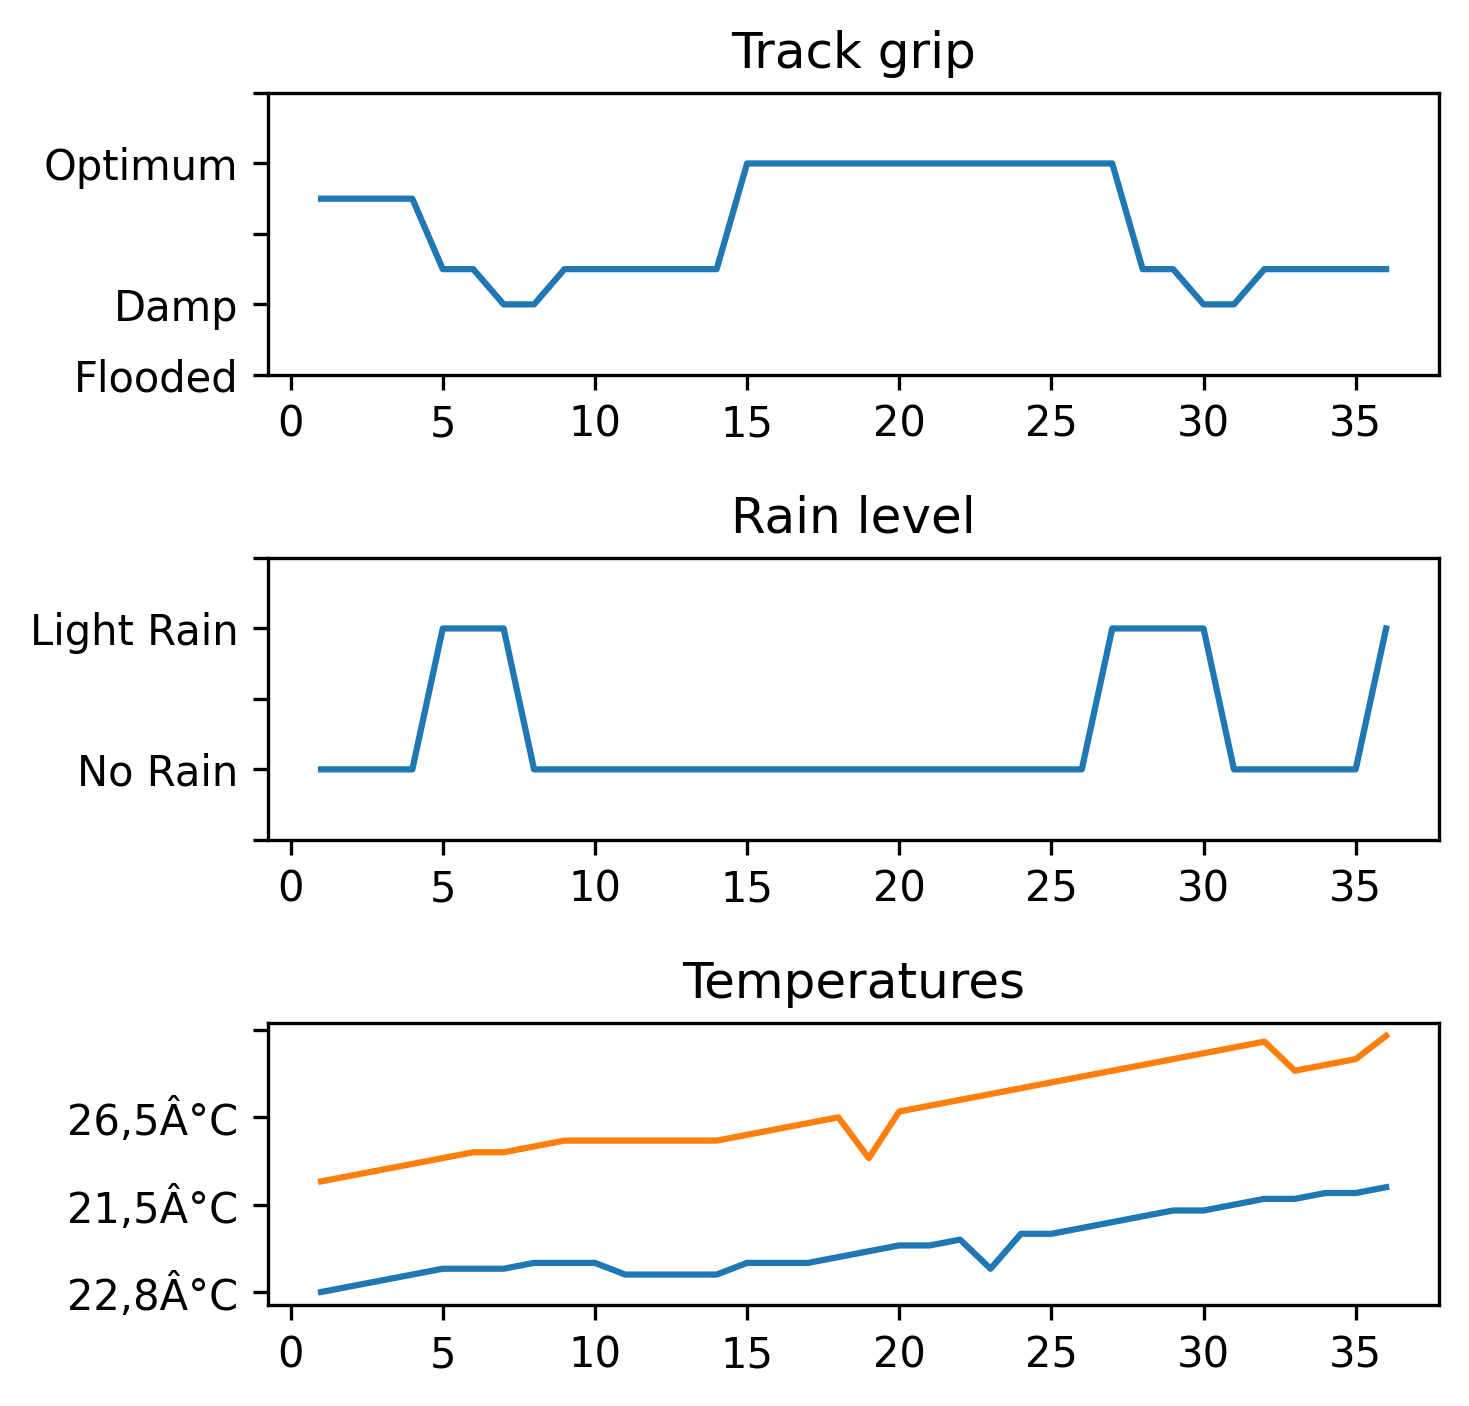 Track grip
Optimum
Damp
Flooded
0 5 10 15 20 25 30 35
Rain level
Light Rain
No Rain
0 5 10 15 20 25 30 35
Temperatures
26,5Â°C
21,5Â°C
22,8Â°C
0 5 10 15 20 25 30 35